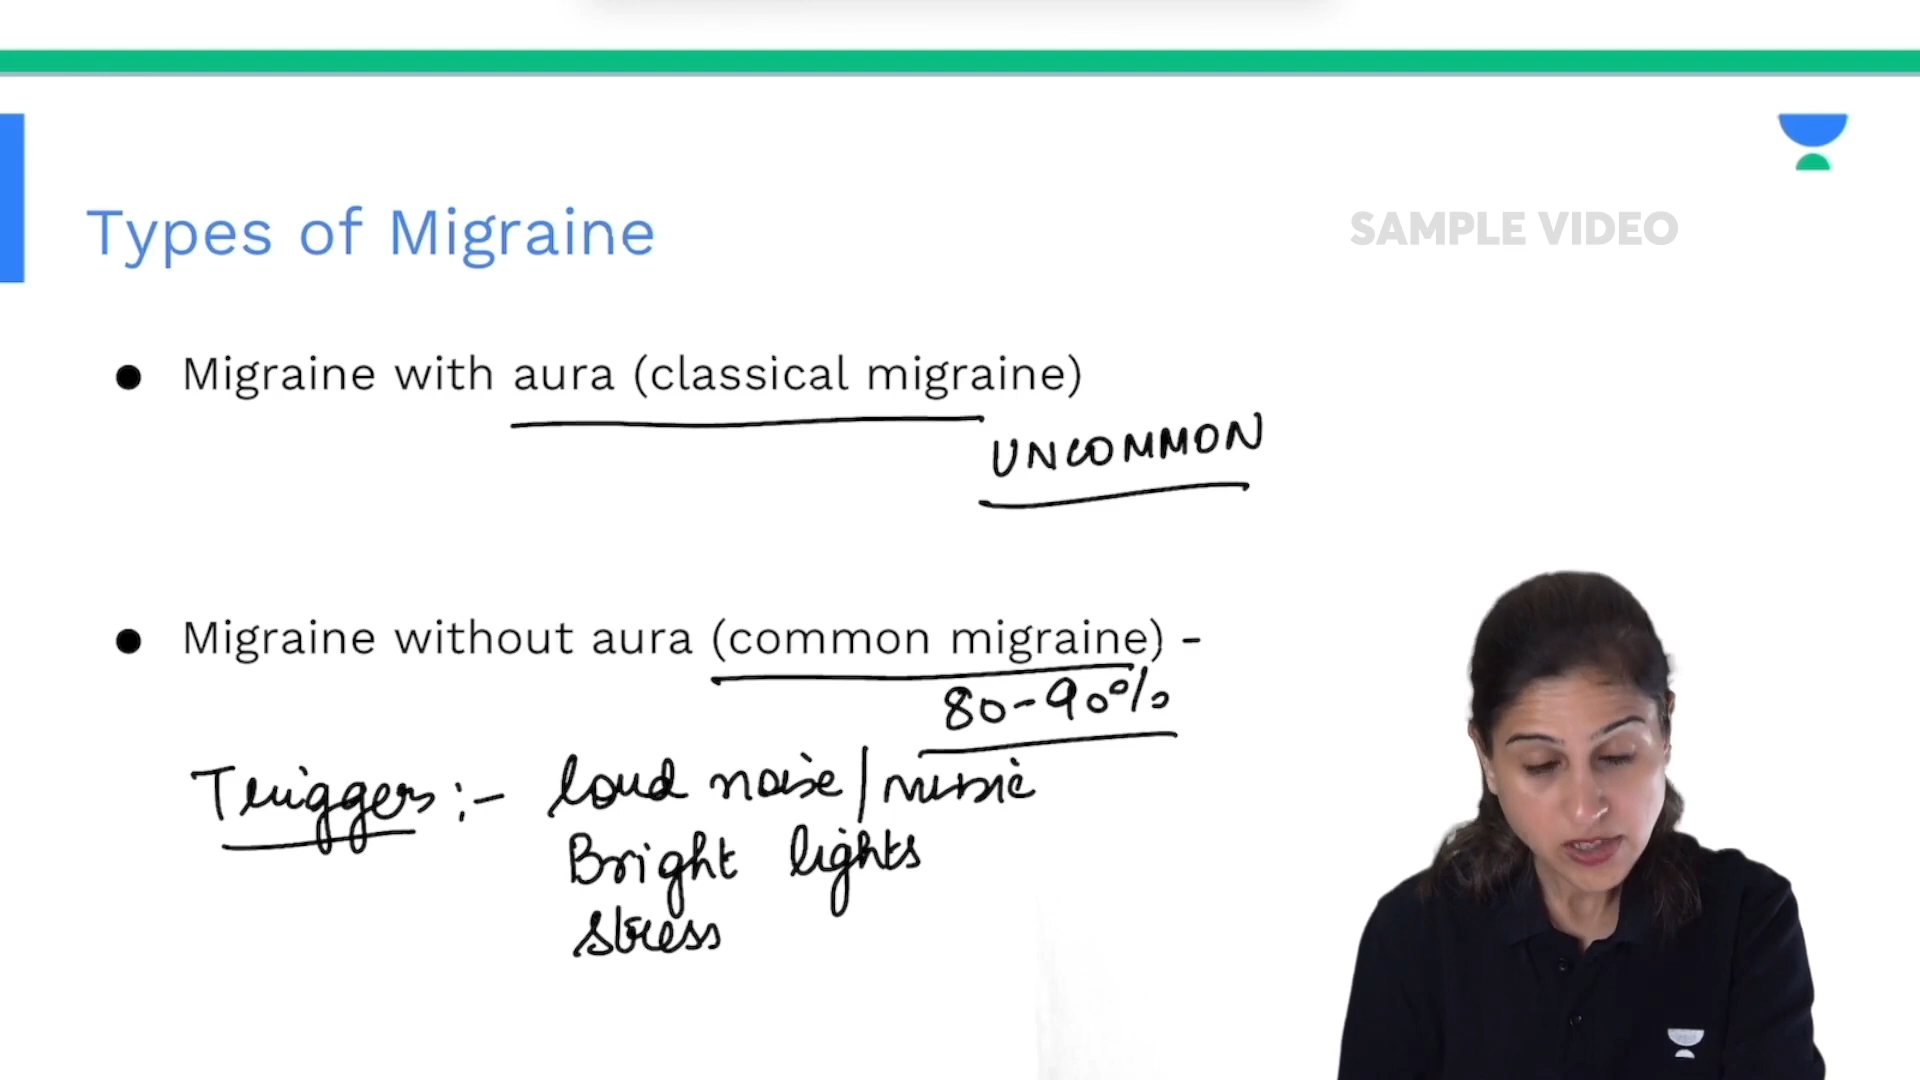 Types of Migraine
SAMPLE VIDEO
● Migraine with aura (classical migraine)
UNCOMMON
● Migraine without aura (common migraine) -
80-90%
Triggers :- loud noise/music
Bright lights
stress